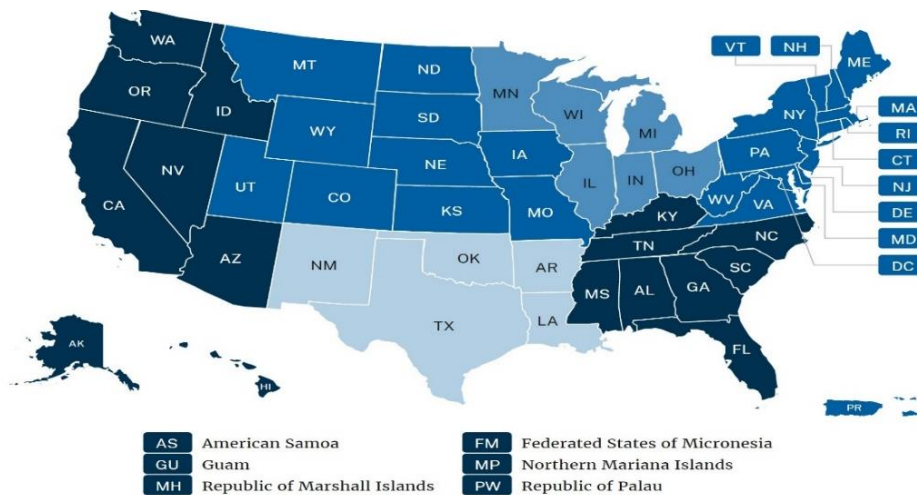 WA
MT
ND
MN
VT
NH
ME
OR
ID
WY
SD
WI
MI
NY
MA
RI
CT
NV
UT
CO
NE
IA
IL
IN
OH
PA
NJ
CA
KS
MO
WV
VA
DE
KY
MD
AZ
NM
OK
AR
TN
NC
DC
TX
LA
MS
AL
GA
SC
FL
AK
HI
PR
AS American Samoa
FM Federated States of Micronesia
GU Guam
MP Northern Mariana Islands
MH Republic of Marshall Islands
PW Republic of Palau